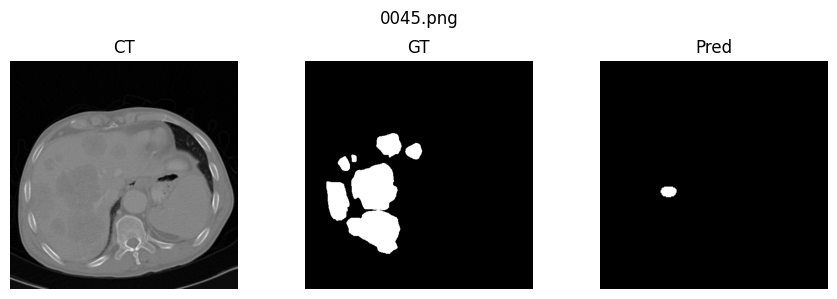 0045.png
CT
GT
Pred